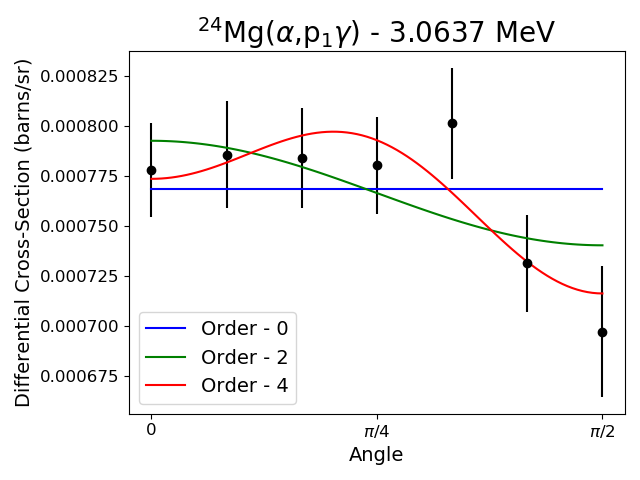 ²⁴Mg(α,p₁γ) - 3.0637 MeV
Differential Cross-Section (barns/sr)
0.000825
0.000800
0.000775
0.000750
0.000725
0.000700
0.000675
Order - 0
Order - 2
Order - 4
0 π/4 π/2
Angle